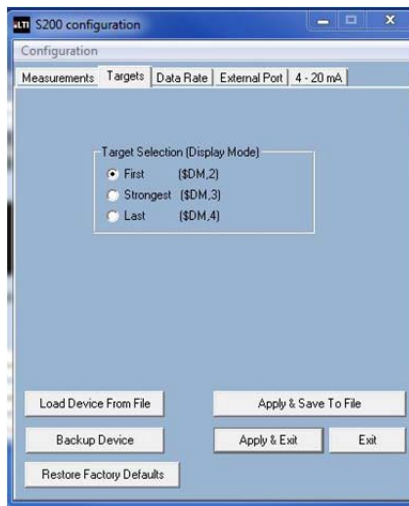 LTI S200 configuration
Configuration
Measurements Targets Data Rate External Port 4 - 20 mA
Target Selection (Display Mode)
First ($DM,2)
Strongest ($DM,3)
Last ($DM,4)
Load Device From File Apply & Save To File
Backup Device Apply & Exit Exit
Restore Factory Defaults